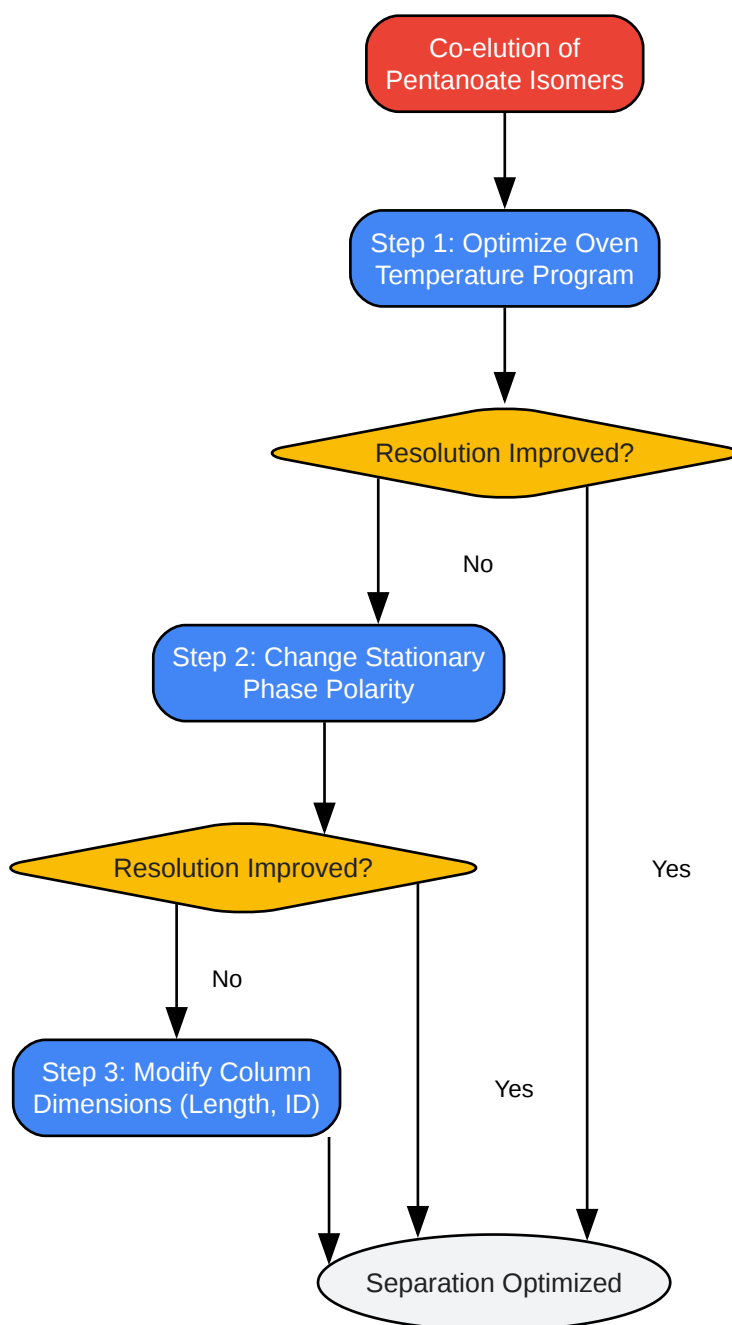 Co-elution of
Pentanoate Isomers
Step 1: Optimize Oven
Temperature Program
Resolution Improved?
No
Step 2: Change Stationary
Phase Polarity
Resolution Improved?
Yes
No
Step 3: Modify Column
Dimensions (Length, ID)
Yes
Separation Optimized